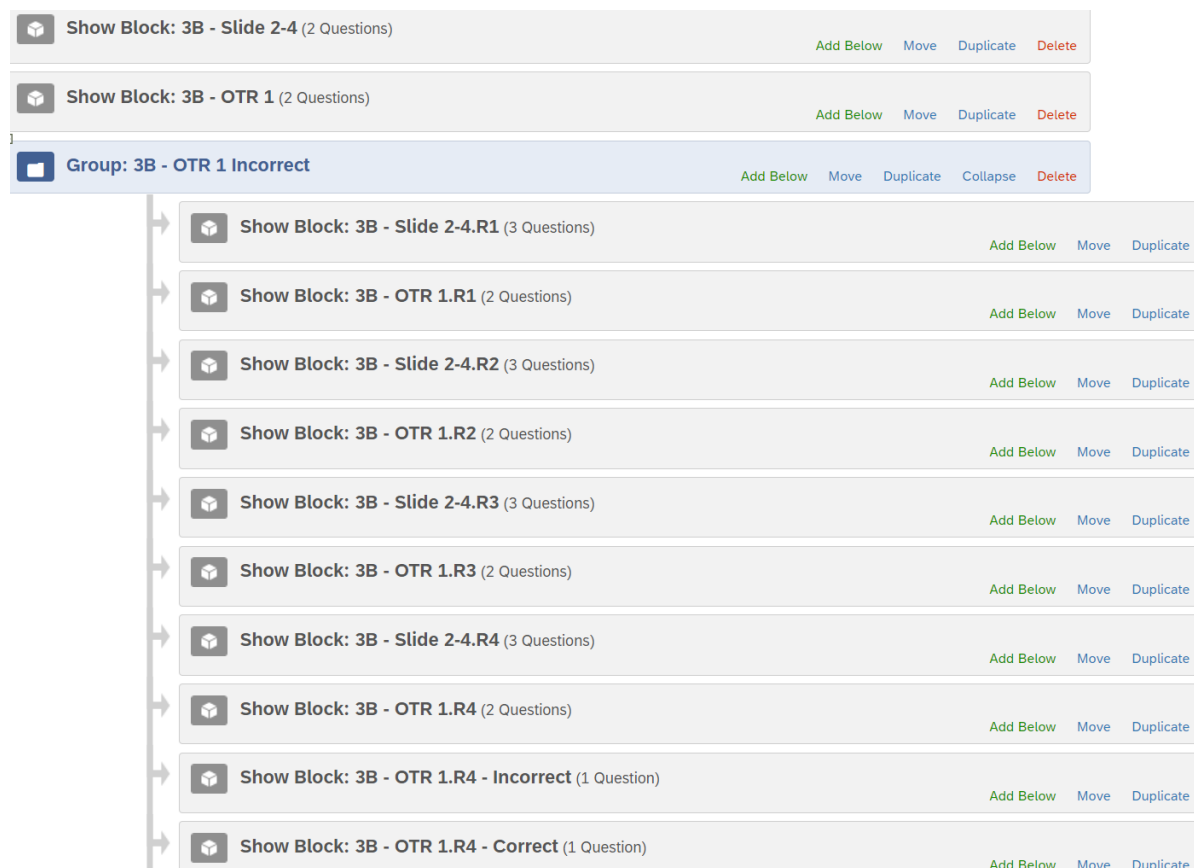 Show Block: 3B - Slide 2-4 (2 Questions)
Add Below Move Duplicate Delete
Show Block: 3B - OTR 1 (2 Questions)
Add Below Move Duplicate Delete
Group: 3B - OTR 1 Incorrect
Add Below Move Duplicate Collapse Delete
Show Block: 3B - Slide 2-4.R1 (3 Questions)
Add Below Move Duplicate
Show Block: 3B - OTR 1.R1 (2 Questions)
Add Below Move Duplicate
Show Block: 3B - Slide 2-4.R2 (3 Questions)
Add Below Move Duplicate
Show Block: 3B - OTR 1.R2 (2 Questions)
Add Below Move Duplicate
Show Block: 3B - Slide 2-4.R3 (3 Questions)
Add Below Move Duplicate
Show Block: 3B - OTR 1.R3 (2 Questions)
Add Below Move Duplicate
Show Block: 3B - Slide 2-4.R4 (3 Questions)
Add Below Move Duplicate
Show Block: 3B - OTR 1.R4 (2 Questions)
Add Below Move Duplicate
Show Block: 3B - OTR 1.R4 - Incorrect (1 Question)
Add Below Move Duplicate
Show Block: 3B - OTR 1.R4 - Correct (1 Question)
Add Below Move Duplicate